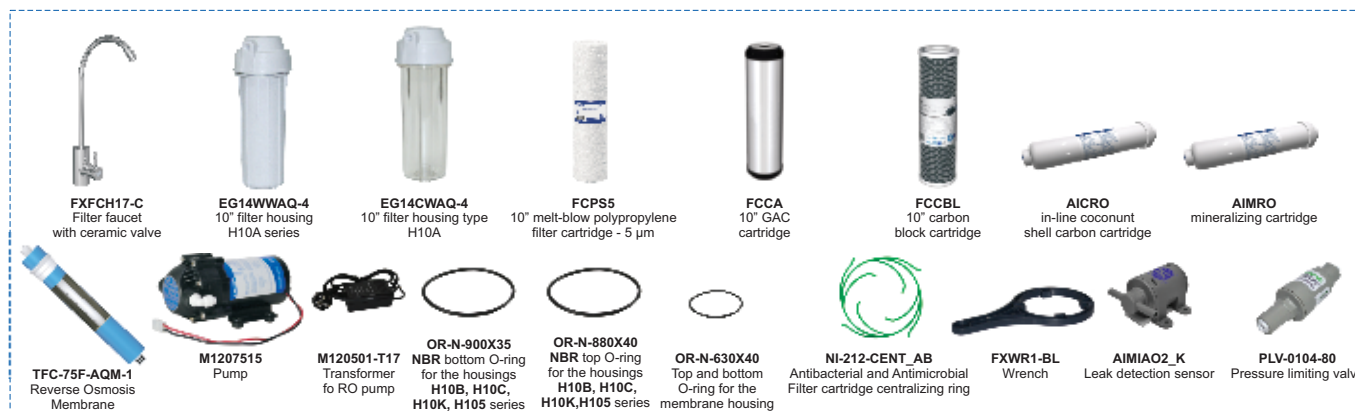 FXFCH17-C
Filter faucet
with ceramic valve
EG14WWAQ-4
10” filter housing
H10A series
EG14CWAQ-4
10” filter housing type
H10A
FCPS5
10” melt-blow polypropylene
filter cartridge - 5 µm
FCCA
10” GAC
cartridge
FCCBL
10” carbon
block cartridge
AICRO
in-line coconunt
shell carbon cartridge
AIMRO
mineralizing cartridge
TFC-75F-AQM-1
Reverse Osmosis
Membrane
M1207515
Pump
M120501-T17
Transformer
fo RO pump
OR-N-900X35
NBR bottom O-ring
for the housings
H10B, H10C,
H10K, H105 series
OR-N-880X40
NBR top O-ring
for the housings
H10B, H10C,
H10K,H105 series
OR-N-630X40
Top and bottom
O-ring for the
membrane housing
NI-212-CENT_AB
Antibacterial and Antimicrobial
Filter cartridge centralizing ring
FXWR1-BL
Wrench
AIMIAO2_K
Leak detection sensor
PLV-0104-80
Pressure limiting valv